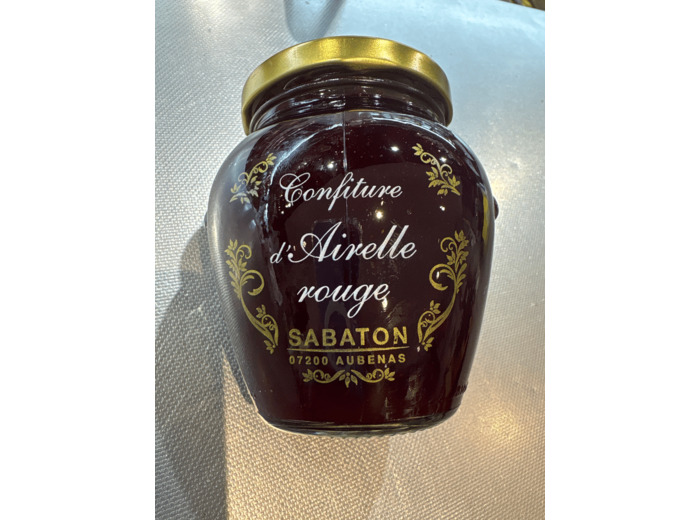 Confiture
d'Airelle
rouge
SABATON
07200 AUBENAS